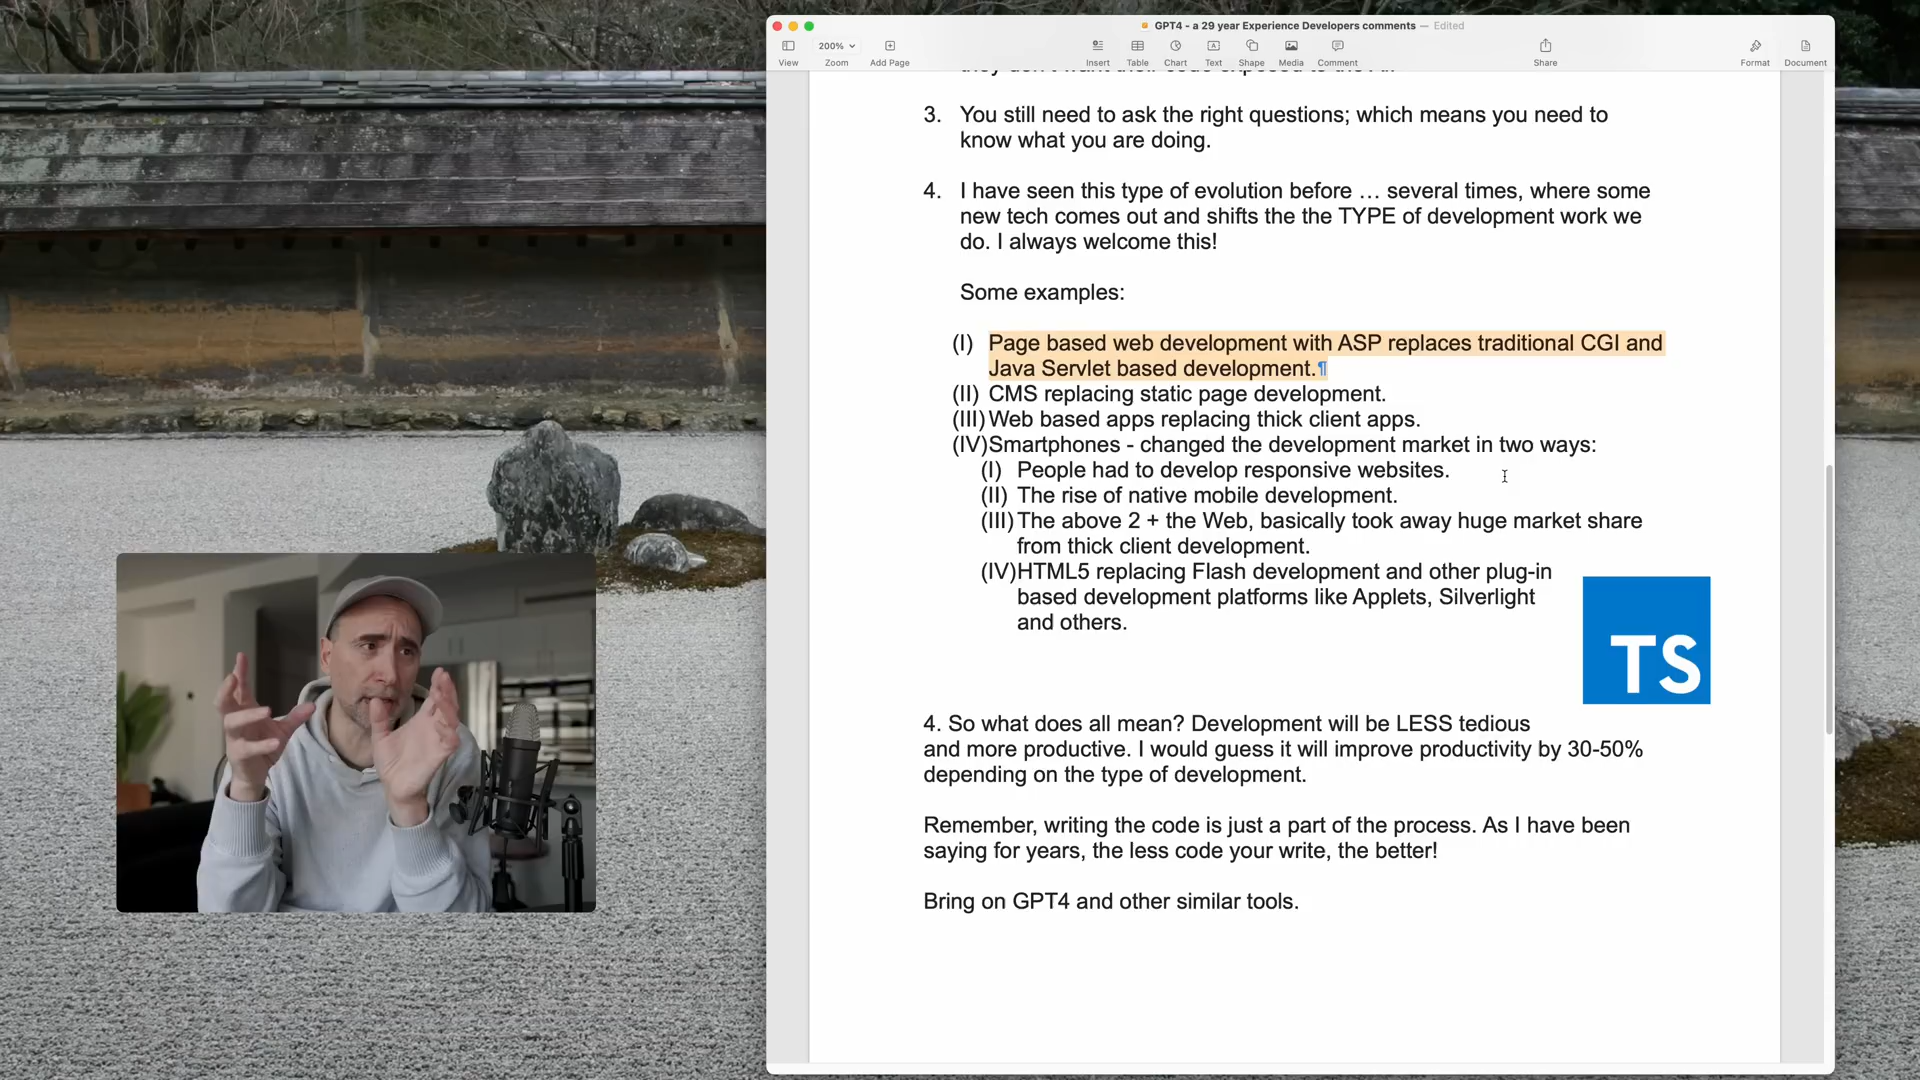 GPT4 - a 29 year Experience Developers comments — Edited
200%
View
Zoom
Add Page
Insert
Table
Chart
Text
Shape
Media
Comment
Share
Format
Document
3. You still need to ask the right questions; which means you need to
know what you are doing.
4. I have seen this type of evolution before … several times, where some
new tech comes out and shifts the the TYPE of development work we
do. I always welcome this!
Some examples:
(I) Page based web development with ASP replaces traditional CGI and
Java Servlet based development.¶
(II) CMS replacing static page development.
(III) Web based apps replacing thick client apps.
(IV)Smartphones - changed the development market in two ways:
(I) People had to develop responsive websites.
(II) The rise of native mobile development.
(III) The above 2 + the Web, basically took away huge market share
from thick client development.
(IV)HTML5 replacing Flash development and other plug-in
based development platforms like Applets, Silverlight
and others.
TS
4. So what does all mean? Development will be LESS tedious
and more productive. I would guess it will improve productivity by 30-50%
depending on the type of development.
Remember, writing the code is just a part of the process. As I have been
saying for years, the less code your write, the better!
Bring on GPT4 and other similar tools.